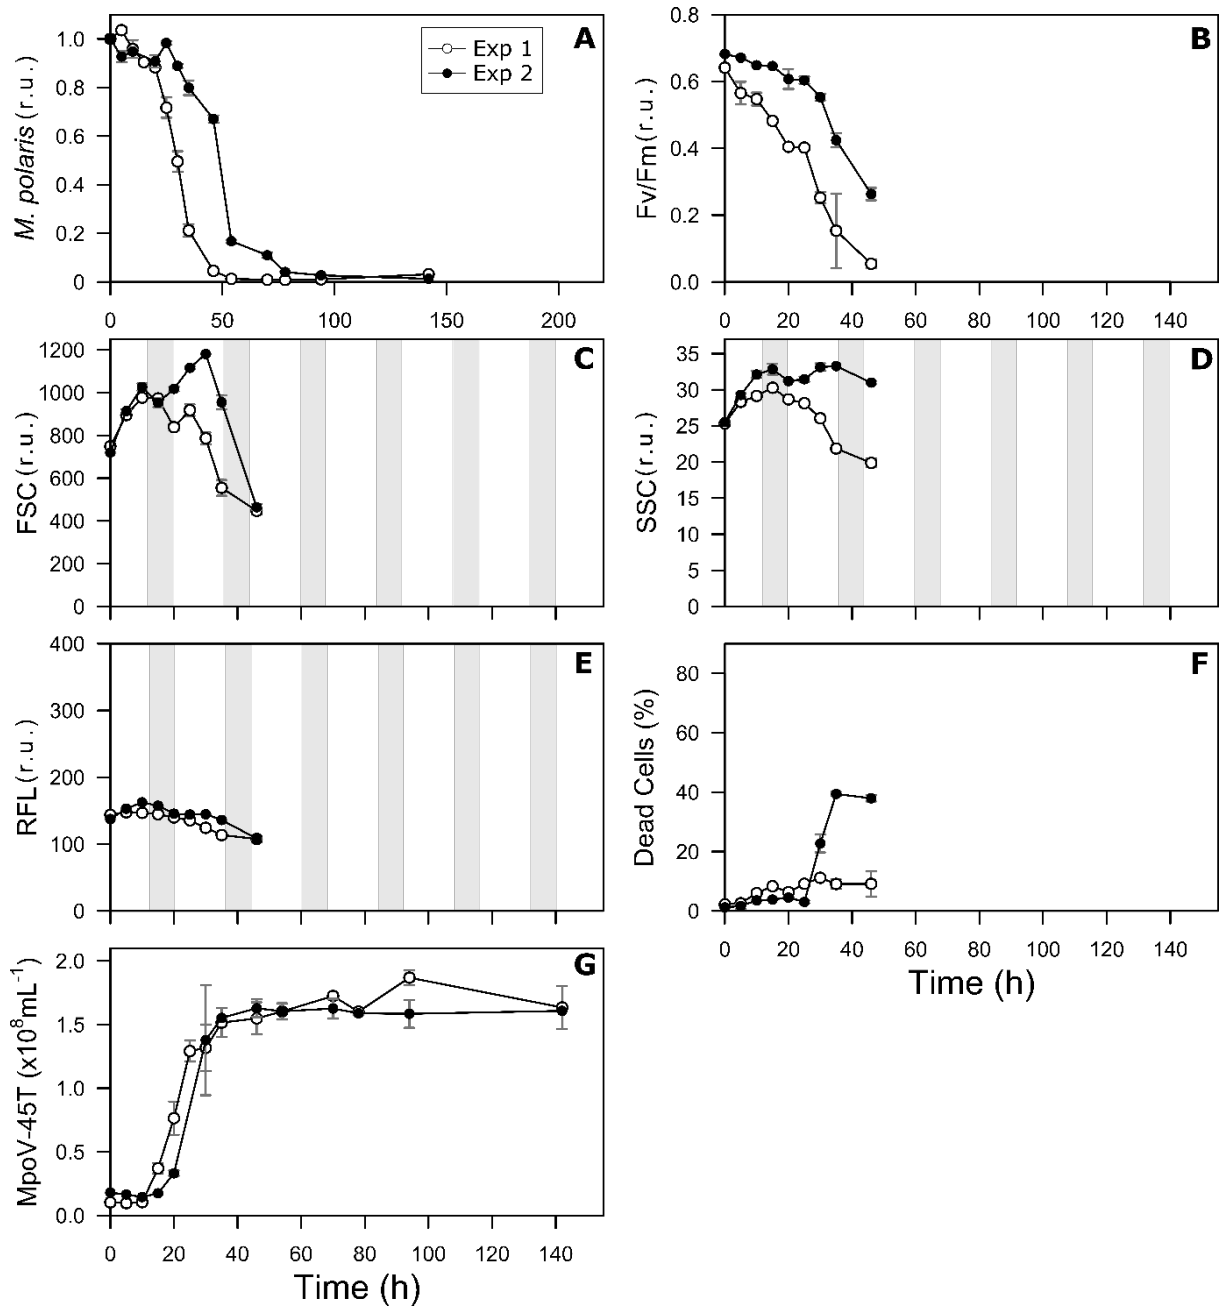 A
M. polaris (r.u.)
1.0
0.8
0.6
0.4
0.2
0
Exp 1
Exp 2
0 50 100 150 200
B
Fv/Fm (r.u.)
0.8
0.6
0.4
0.2
0.0
0 20 40 60 80 100 120 140
C
FSC (r.u.)
1200
1000
800
600
400
200
0
D
SSC (r.u.)
35
30
25
20
15
10
5
0
E
RFL (r.u.)
400
300
200
100
0
F
Dead Cells (%)
80
60
40
20
0
0 20 40 60 80 100 120 140
Time (h)
G
MpoV-45T (x10⁸mL⁻¹)
2.0
1.5
1.0
0.5
0.0
0 20 40 60 80 100 120 140
Time (h)